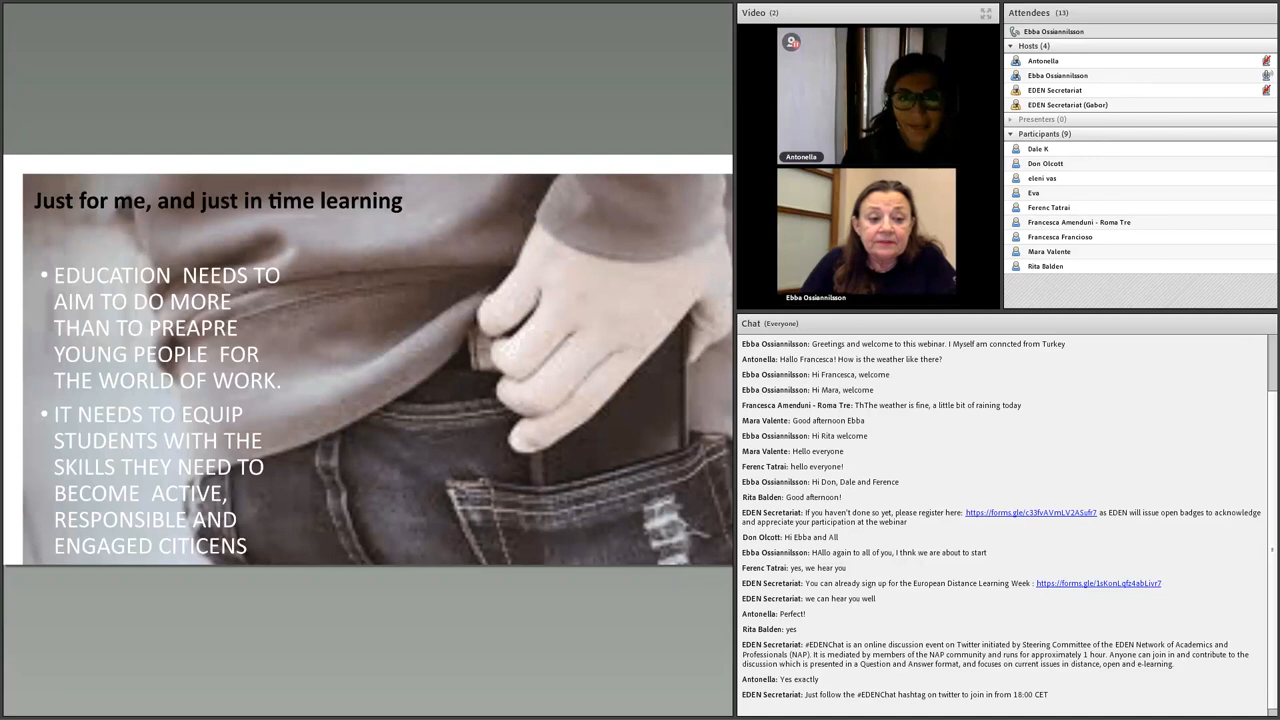 Just for me, and just in time learning
• EDUCATION NEEDS TO
AIM TO DO MORE
THAN TO PREAPRE
YOUNG PEOPLE FOR
THE WORLD OF WORK.
• IT NEEDS TO EQUIP
STUDENTS WITH THE
SKILLS THEY NEED TO
BECOME ACTIVE,
RESPONSIBLE AND
ENGAGED CITICENS
Video (2)
Antonella
Ebba Ossiannilsson
Attendees (13)
Ebba Ossiannilsson
Hosts (4)
Antonella
Ebba Ossiannilsson
EDEN Secretariat
EDEN Secretariat (Gabor)
Presenters (0)
Participants (9)
Dale K
Don Olcott
eleni vas
Eva
Ferenc Tatrai
Francesca Amenduni - Roma Tre
Francesca Francioso
Mara Valente
Rita Balden
Chat (Everyone)
Ebba Ossiannilsson: Greetings and welcome to this webinar. I Myself am conncted from Turkey
Antonella: Hallo Francesca! How is the weather like there?
Ebba Ossiannilsson: Hi Francesca, welcome
Ebba Ossiannilsson: Hi Mara, welcome
Francesca Amenduni - Roma Tre: ThThe weather is fine, a little bit of raining today
Mara Valente: Good afternoon Ebba
Ebba Ossiannilsson: Hi Rita welcome
Mara Valente: Hello everyone
Ferenc Tatrai: hello everyone!
Ebba Ossiannilsson: Hi Don, Dale and Ference
Rita Balden: Good afternoon!
EDEN Secretariat: If you haven't done so yet, please register here: https://forms.gle/c33fvAVmLV2ASufr7 as EDEN will issue open badges to acknowledge
and appreciate your participation at the webinar
Don Olcott: Hi Ebba and All
Ebba Ossiannilsson: HAllo again to all of you, I thnk we are about to start
Ferenc Tatrai: yes, we hear you
EDEN Secretariat: You can already sign up for the European Distance Learning Week : https://forms.gle/1sKonLqfz4abLivr7
EDEN Secretariat: we can hear you well
Antonella: Perfect!
Rita Balden: yes
EDEN Secretariat: #EDENChat is an online discussion event on Twitter initiated by Steering Committee of the EDEN Network of Academics and
Professionals (NAP). It is mediated by members of the NAP community and runs for approximately 1 hour. Anyone can join in and contribute to the
discussion which is presented in a Question and Answer format, and focuses on current issues in distance, open and e-learning.
Antonella: Yes exactly
EDEN Secretariat: Just follow the #EDENChat hashtag on twitter to join in from 18:00 CET